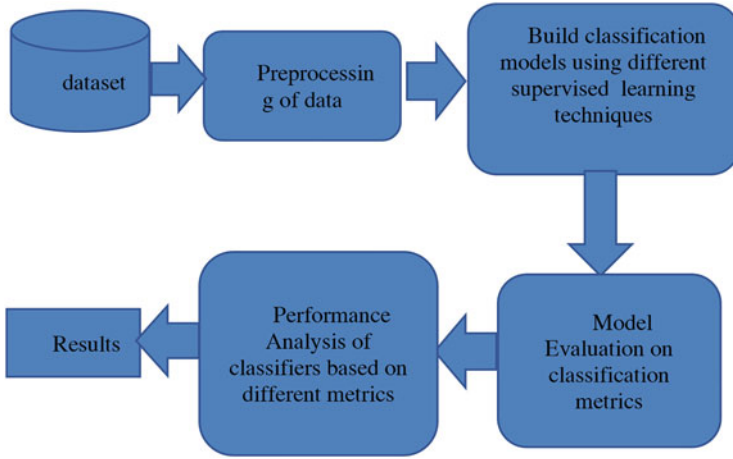 dataset
Preprocessin
g of data
Build classification
models using different
supervised learning
techniques
Model
Evaluation on
classification
metrics
Performance
Analysis of
classifiers based on
different metrics
Results